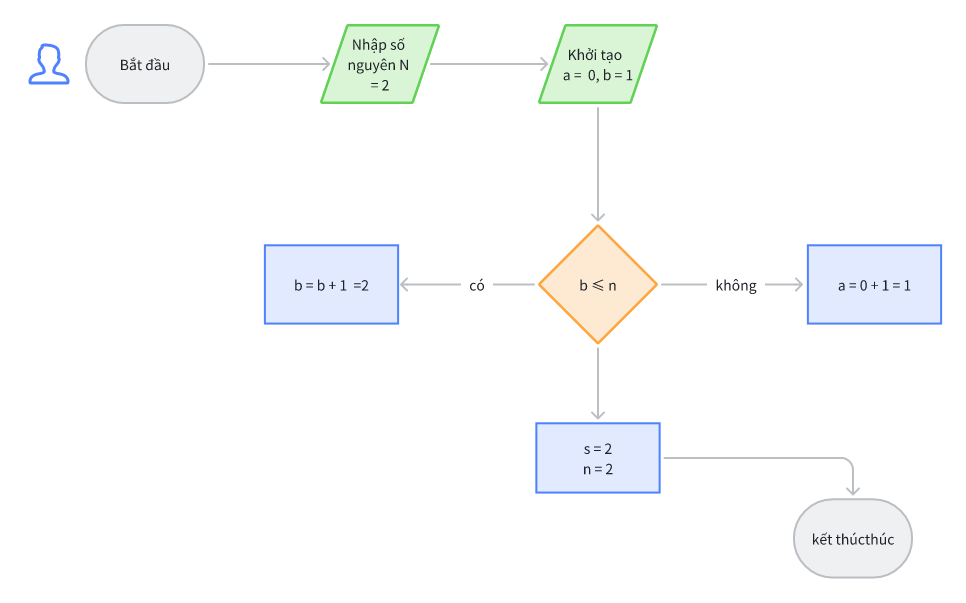 Bắt đầu
Nhập số
nguyên N
= 2
Khởi tạo
a =  0, b = 1
b = b + 1  =2
có
b ⩽ n
không
a = 0 + 1 = 1
s = 2
n = 2
kết thúcthúc